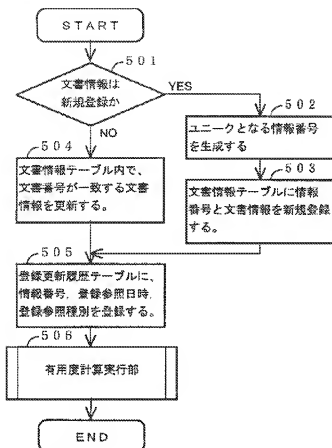 START
501
文書情報は
新規登録か
YES
502
ユニークとなる情報番号
を生成する
NO
504
文書情報テーブル内で、
文書番号が一致する文書
情報を更新する。
503
文書情報テーブルに情報
番号と文書情報を新規登録
する。
505
登録更新履歴テーブルに、
情報番号、登録参照日時、
登録参照種別を登録する。
506
有用度計算実行部
END